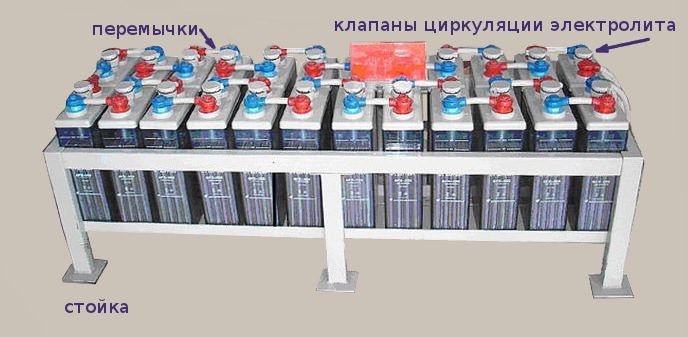 перемычки
клапаны циркуляции электролита
стойка